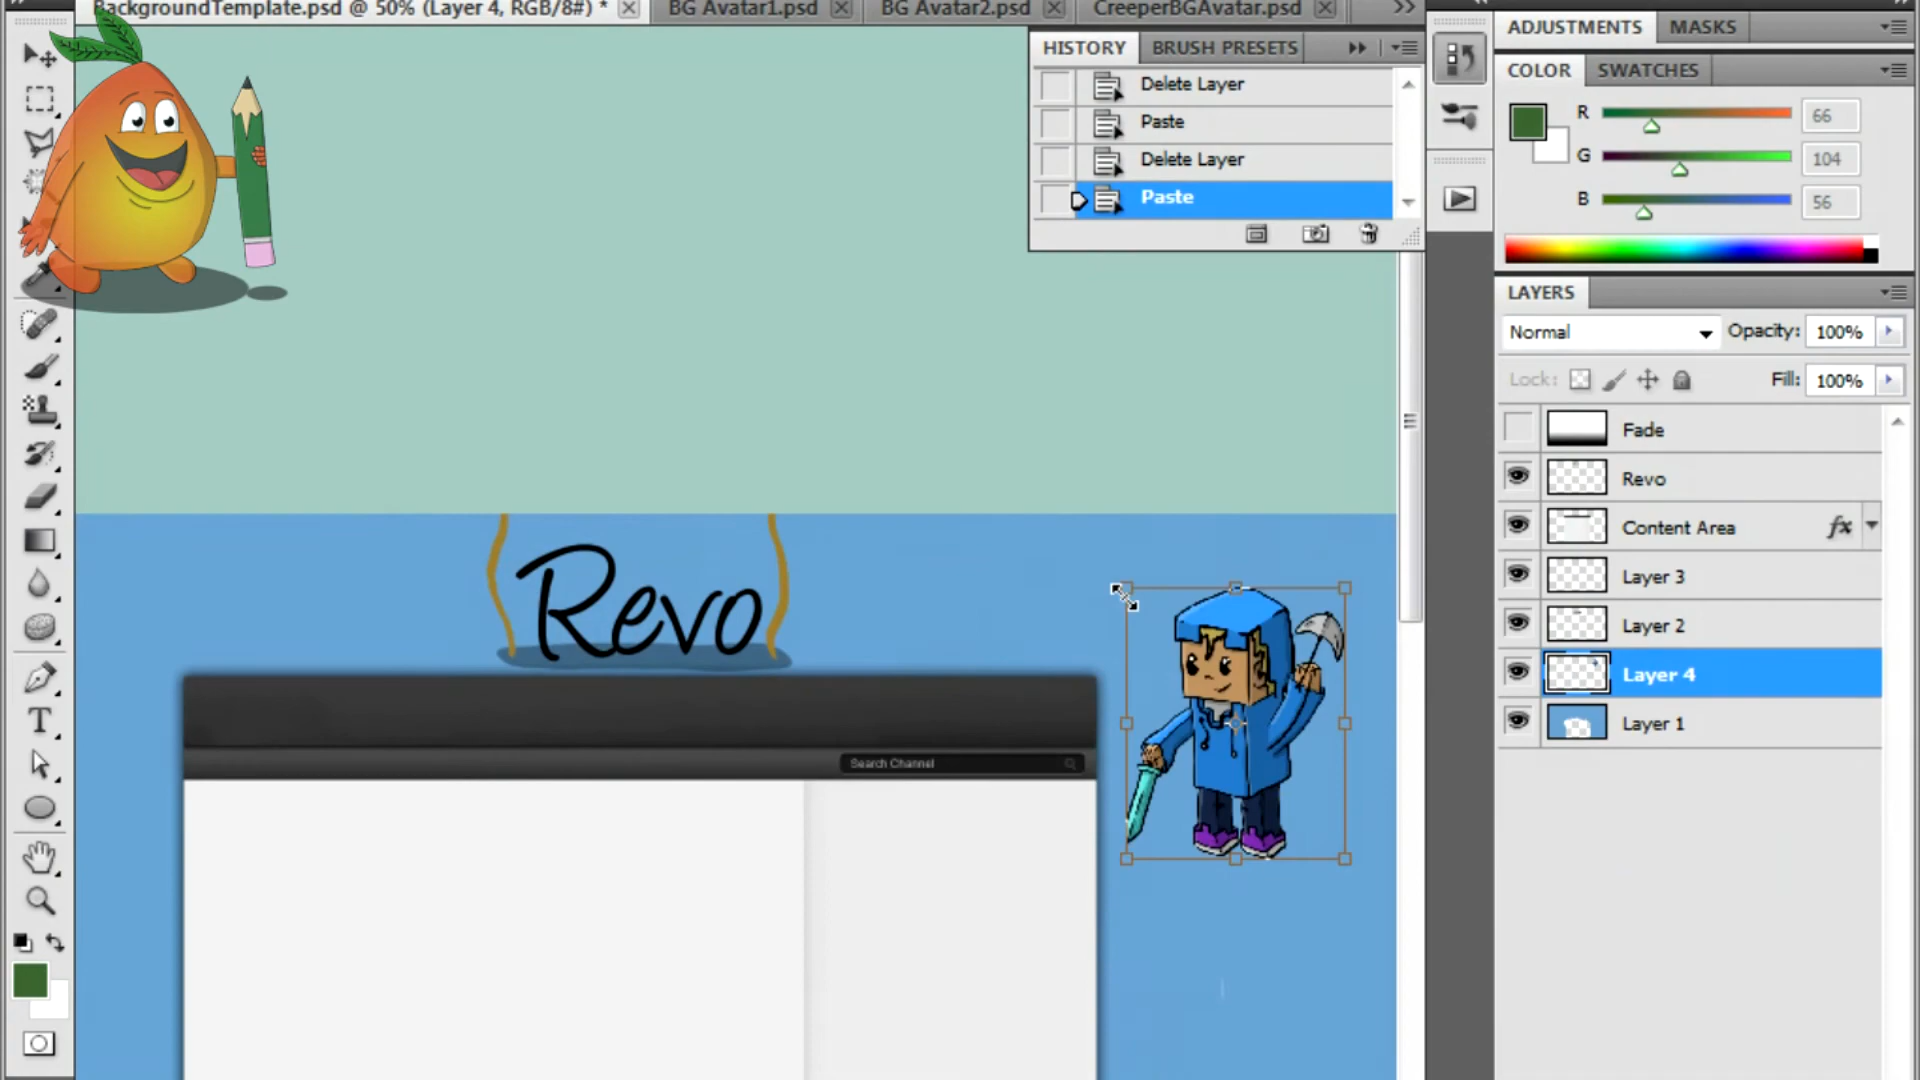 BackgroundTemplate.psd @ 50% (Layer 4, RGB/8#) *
BG Avatar1.psd
BG Avatar2.psd
CreeperBGAvatar.psd
HISTORY
BRUSH PRESETS
Delete Layer
Paste
Delete Layer
Paste
ADJUSTMENTS
MASKS
COLOR
SWATCHES
R
66
G
104
B
56
LAYERS
Normal
Opacity:
100%
Lock:
Fill:
100%
Fade
Revo
Content Area
fx
Layer 3
Layer 2
Layer 4
Layer 1
Revo
Search Channel
T